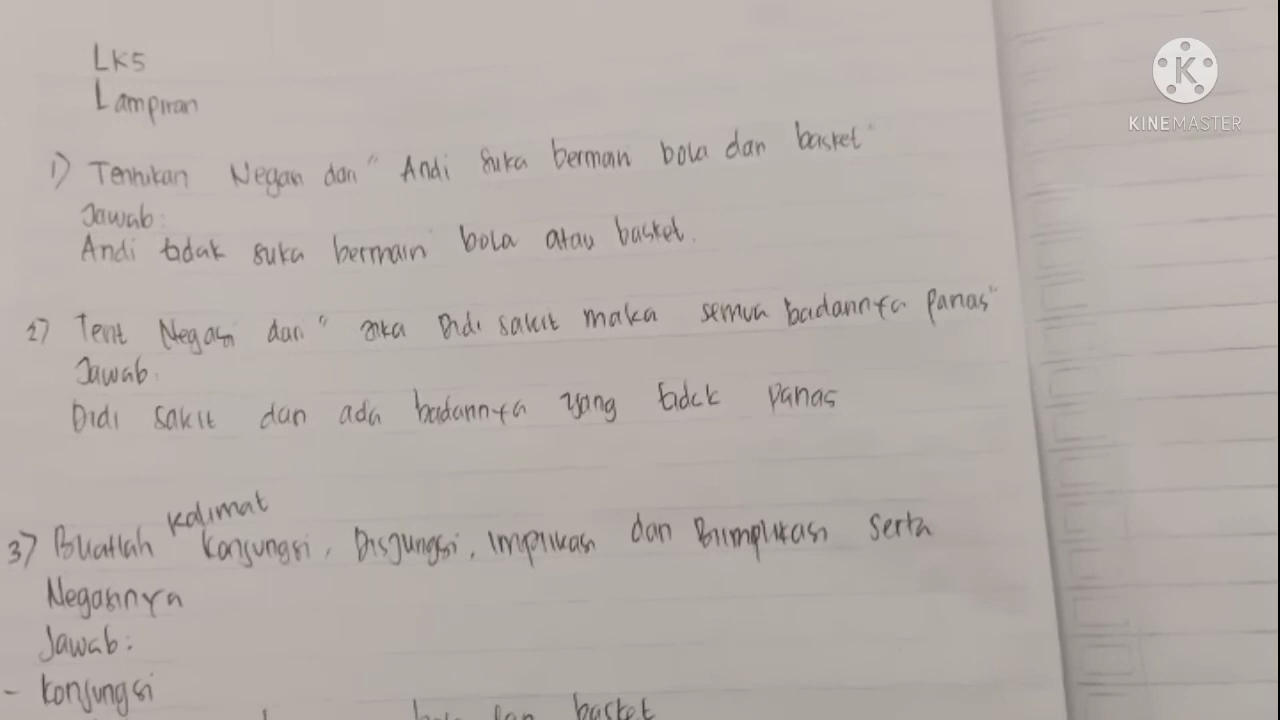 LKS
Lampiran
KINEMASTER
1) Tentukan Negasi dari " Andi suka bermain bola dan basket"
Jawab:
Andi tidak suka bermain bola atau basket.
2) Tent Negasi dari " Jika Didi sakit maka semua badannya panas"
Jawab:
Didi sakit dan ada badannya yang tidak panas
3) Buatlah kalimat konjungsi, Disjungsi, Implikasi dan Biimplikasi serta
Negasinya
Jawab:
- konjungsi
dan basket